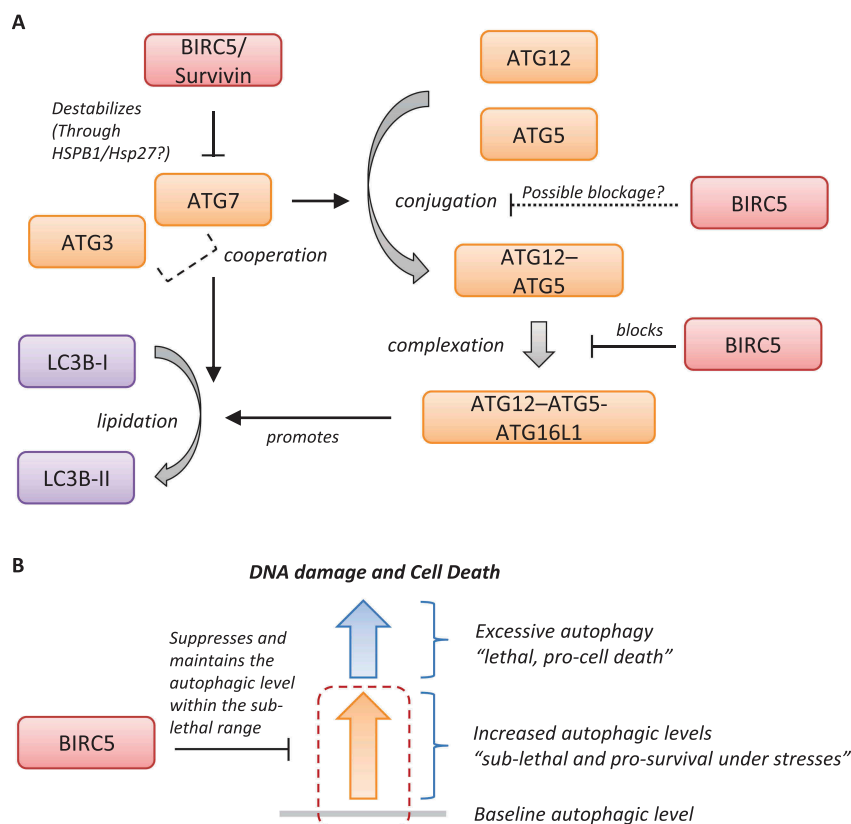 A
BIRC5/
Survivin
Destabilizes
(Through
HSPB1/Hsp27?)
ATG7
ATG3
cooperation
LC3B-I
lipidation
LC3B-II
ATG12
ATG5
conjugation
Possible blockage?
BIRC5
ATG12–
ATG5
complexation
blocks
BIRC5
ATG12–ATG5-
ATG16L1
promotes
B
DNA damage and Cell Death
Suppresses and
maintains the
autophagic level
within the sub-
lethal range
BIRC5
Excessive autophagy
“lethal, pro-cell death”
Increased autophagic levels
“sub-lethal and pro-survival under stresses”
Baseline autophagic level